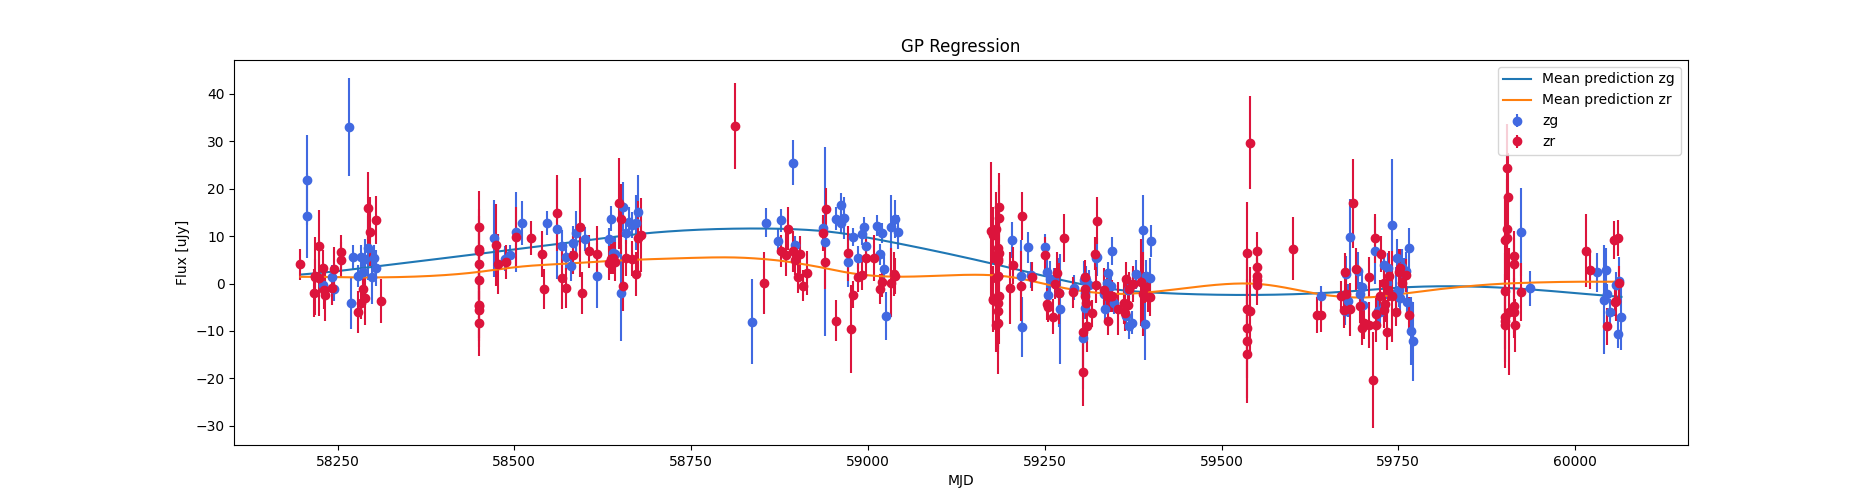 GP Regression
Flux [uJy]
40
30
20
10
0
−10
−20
−30
58250
58500
58750
59000
59250
59500
59750
60000
MJD
Mean prediction zg
Mean prediction zr
zg
zr